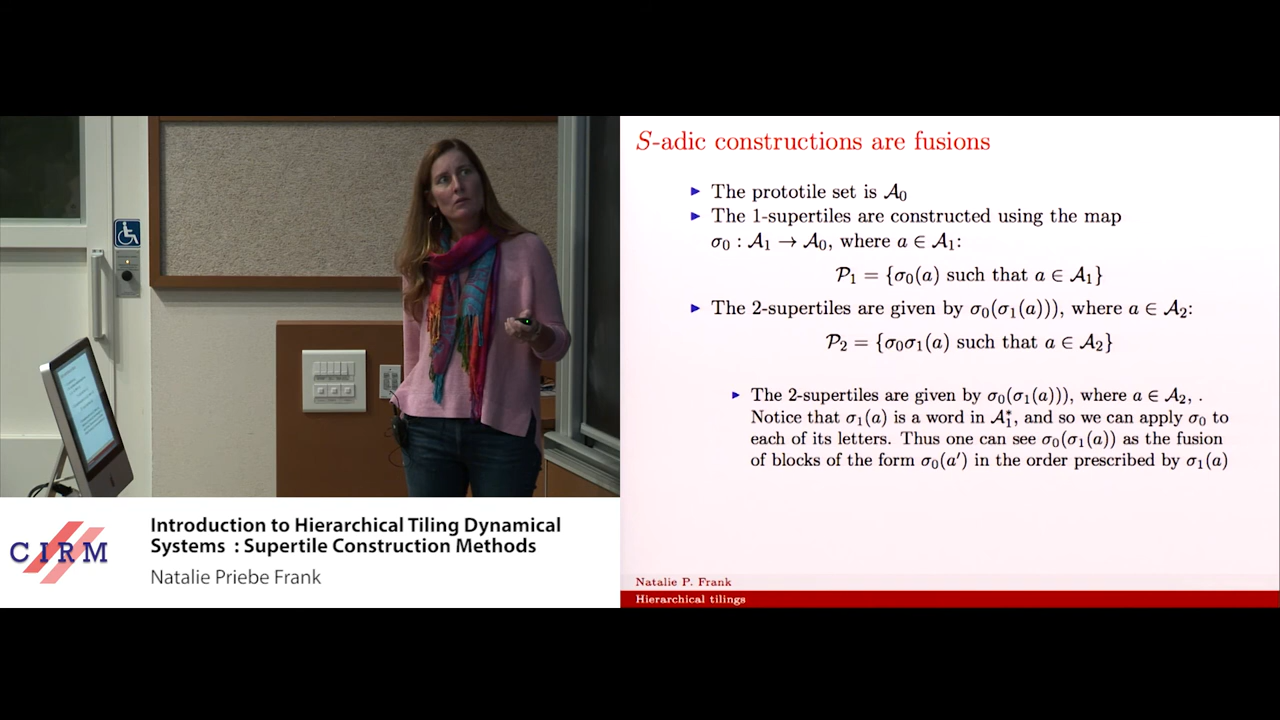 S-adic constructions are fusions
▶ The prototile set is 𝒜₀
▶ The 1-supertiles are constructed using the map
σ₀ : 𝒜₁ → 𝒜₀, where a ∈ 𝒜₁:
𝒫₁ = {σ₀(a) such that a ∈ 𝒜₁}
▶ The 2-supertiles are given by σ₀(σ₁(a))), where a ∈ 𝒜₂:
𝒫₂ = {σ₀σ₁(a) such that a ∈ 𝒜₂}
▶ The 2-supertiles are given by σ₀(σ₁(a))), where a ∈ 𝒜₂, .
Notice that σ₁(a) is a word in 𝒜₁*, and so we can apply σ₀ to
each of its letters. Thus one can see σ₀(σ₁(a)) as the fusion
of blocks of the form σ₀(a′) in the order prescribed by σ₁(a)
Natalie P. Frank
Hierarchical tilings
CIRM
Introduction to Hierarchical Tiling Dynamical
Systems : Supertile Construction Methods
Natalie Priebe Frank